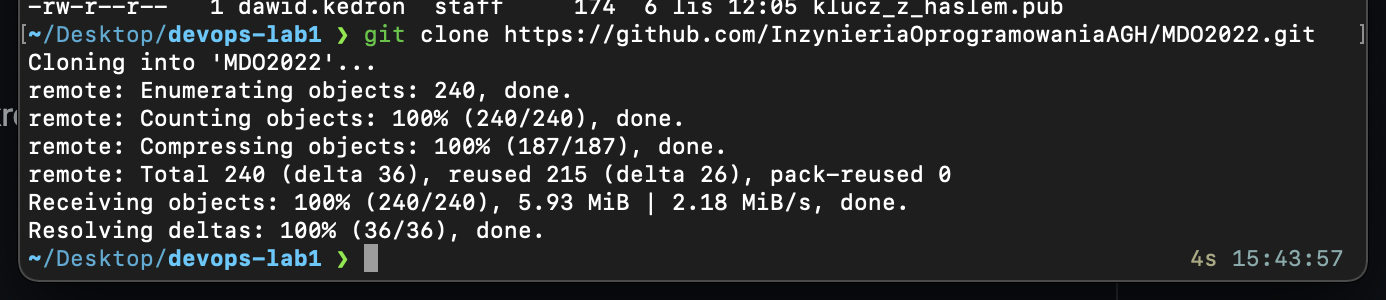 -rw-r--r--   1 dawid.kedron  staff     174  6 lis 12:05 klucz_z_haslem.pub
[~/Desktop/devops-lab1 ❯ git clone https://github.com/InzynieriaOprogramowaniaAGH/MDO2022.git   ]
Cloning into 'MDO2022'...
remote: Enumerating objects: 240, done.
remote: Counting objects: 100% (240/240), done.
remote: Compressing objects: 100% (187/187), done.
remote: Total 240 (delta 36), reused 215 (delta 26), pack-reused 0
Receiving objects: 100% (240/240), 5.93 MiB | 2.18 MiB/s, done.
Resolving deltas: 100% (36/36), done.
~/Desktop/devops-lab1 ❯ 4s 15:43:57